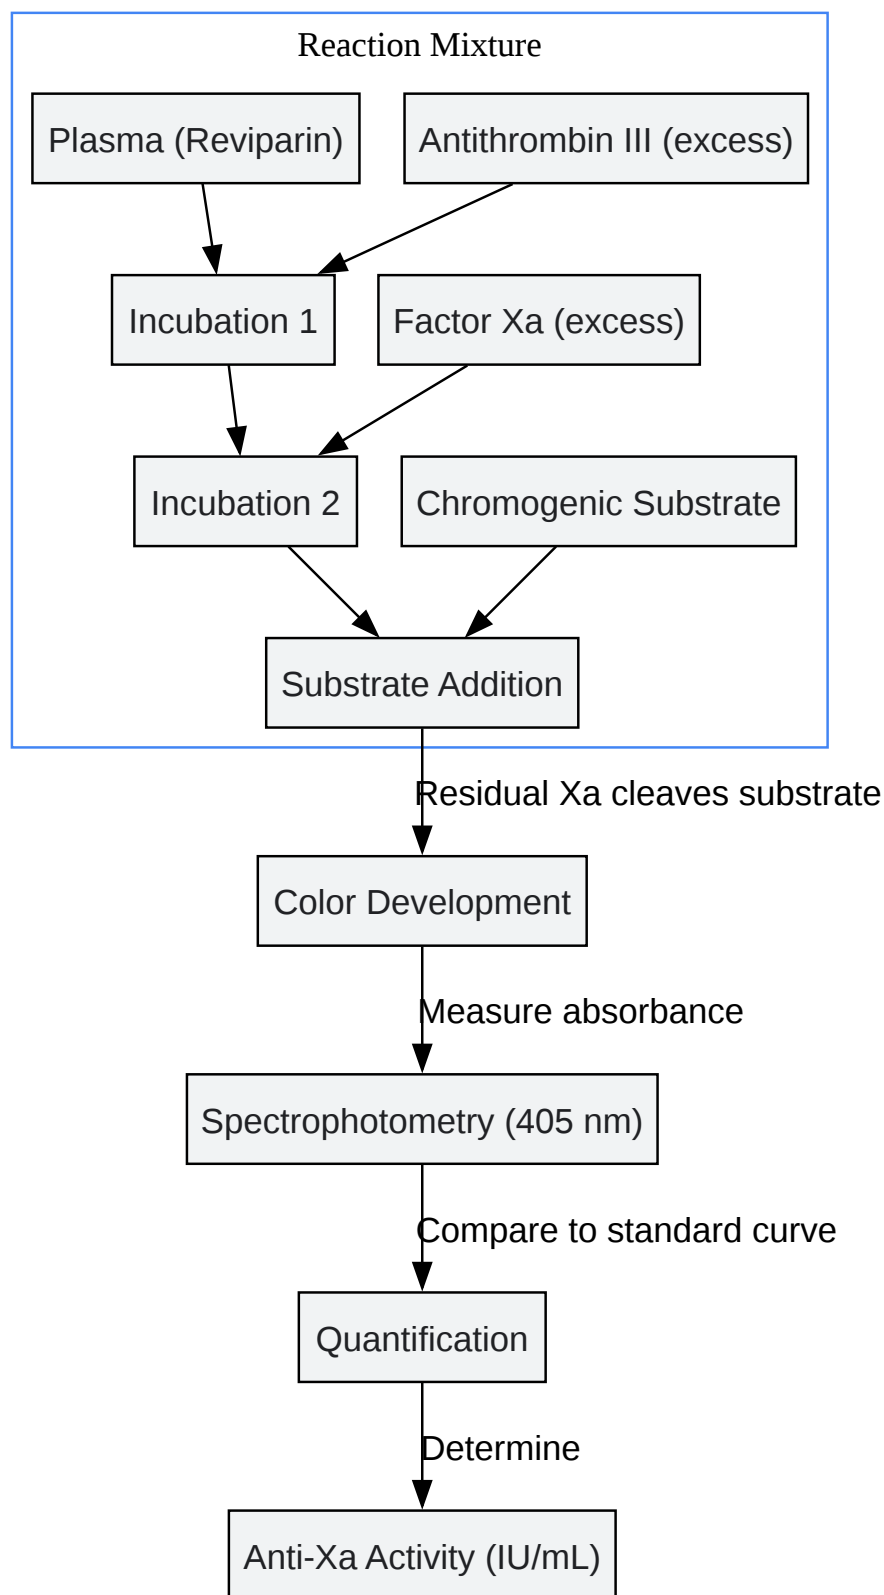 Reaction Mixture
Plasma (Reviparin)
Antithrombin III (excess)
Incubation 1
Factor Xa (excess)
Incubation 2
Chromogenic Substrate
Substrate Addition
Residual Xa cleaves substrate
Color Development
Measure absorbance
Spectrophotometry (405 nm)
Compare to standard curve
Quantification
Determine
Anti-Xa Activity (IU/mL)